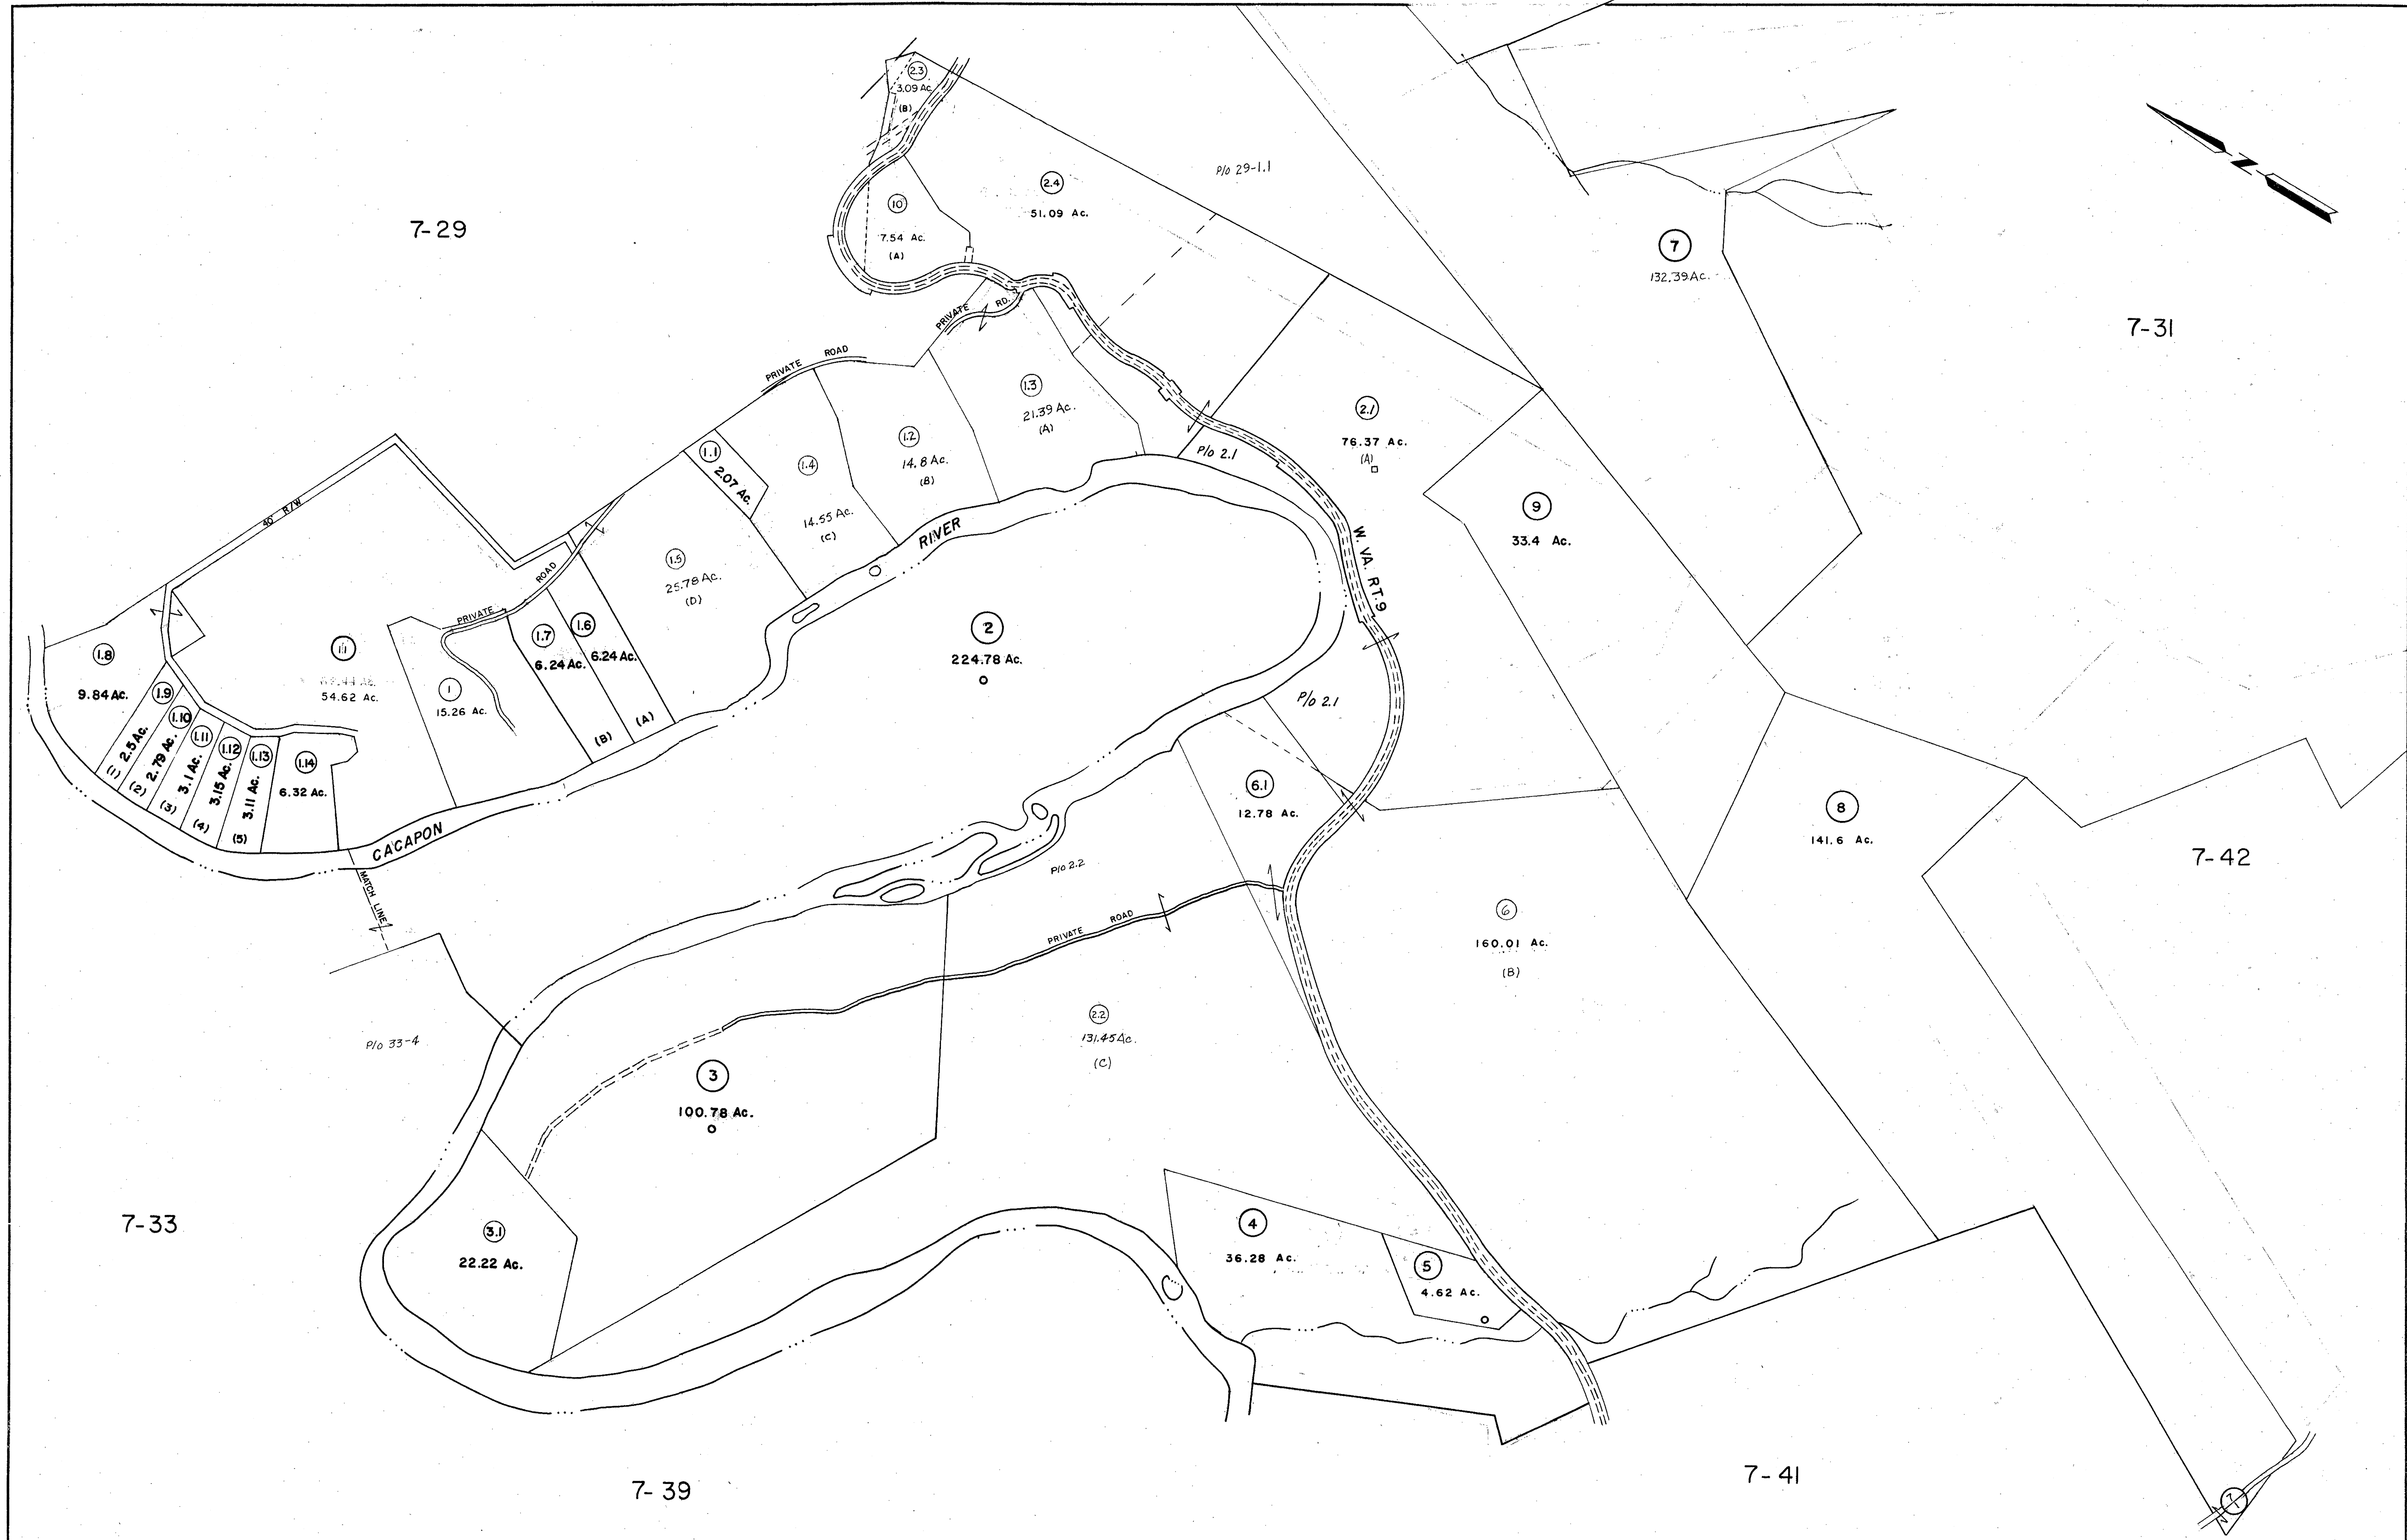 2.3
3.09 Ac.
(B)
P/o 29-1.1
2.4
51.09 Ac.
10
7.54 Ac.
(A)
7-29
7
132.39 Ac.
N
7-31
PRIVATE RD.
PRIVATE ROAD
1.3
21.39 Ac.
(A)
2.1
76.37 Ac.
(A)
P/o 2.1
1.2
14.8 Ac.
(B)
1.1
2.07 Ac.
1.4
14.55 Ac.
(C)
9
33.4 Ac.
40' R/W
RIVER
W. VA. RT. 9
1.5
25.78 Ac.
(D)
PRIVATE ROAD
1.6
6.24 Ac.
(A)
1.7
6.24 Ac.
(B)
2
224.78 Ac.
1.8
9.84 Ac.
11
54.62 Ac.
1
15.26 Ac.
P/o 2.1
1.9
2.5 Ac.
(1)
1.10
2.79 Ac.
(2)
1.11
3.1 Ac.
(3)
1.12
3.15 Ac.
(4)
1.13
3.11 Ac.
(5)
1.14
6.32 Ac.
6.1
12.78 Ac.
8
141.6 Ac.
CACAPON
7-42
MATCH LINE
P/o 2.2
PRIVATE ROAD
6
160.01 Ac.
(B)
P/o 33-4
2.2
131.45 Ac.
(C)
3
100.78 Ac.
7-33
3.1
22.22 Ac.
4
36.28 Ac.
5
4.62 Ac.
7-39
7-41